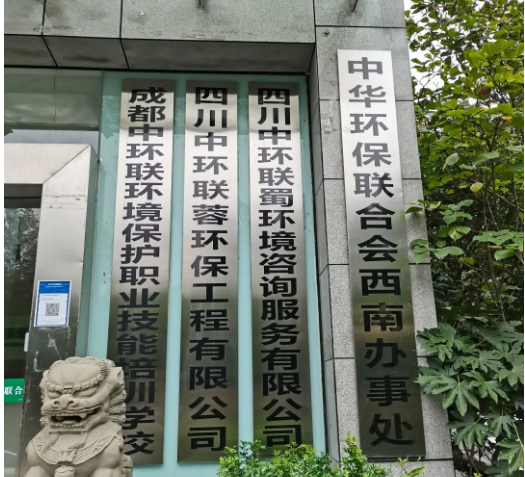 中华环保联合会西南办事处
四川中环联蜀环境咨询服务有限公司
四川中环联蓉环保工程有限公司
成都中环联环境保护职业技能培训学校
联合